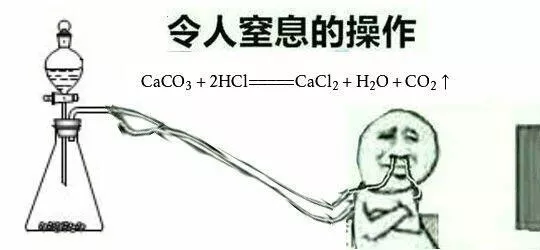 令人窒息的操作
CaCO₃ + 2HCl═══CaCl₂ + H₂O + CO₂ ↑